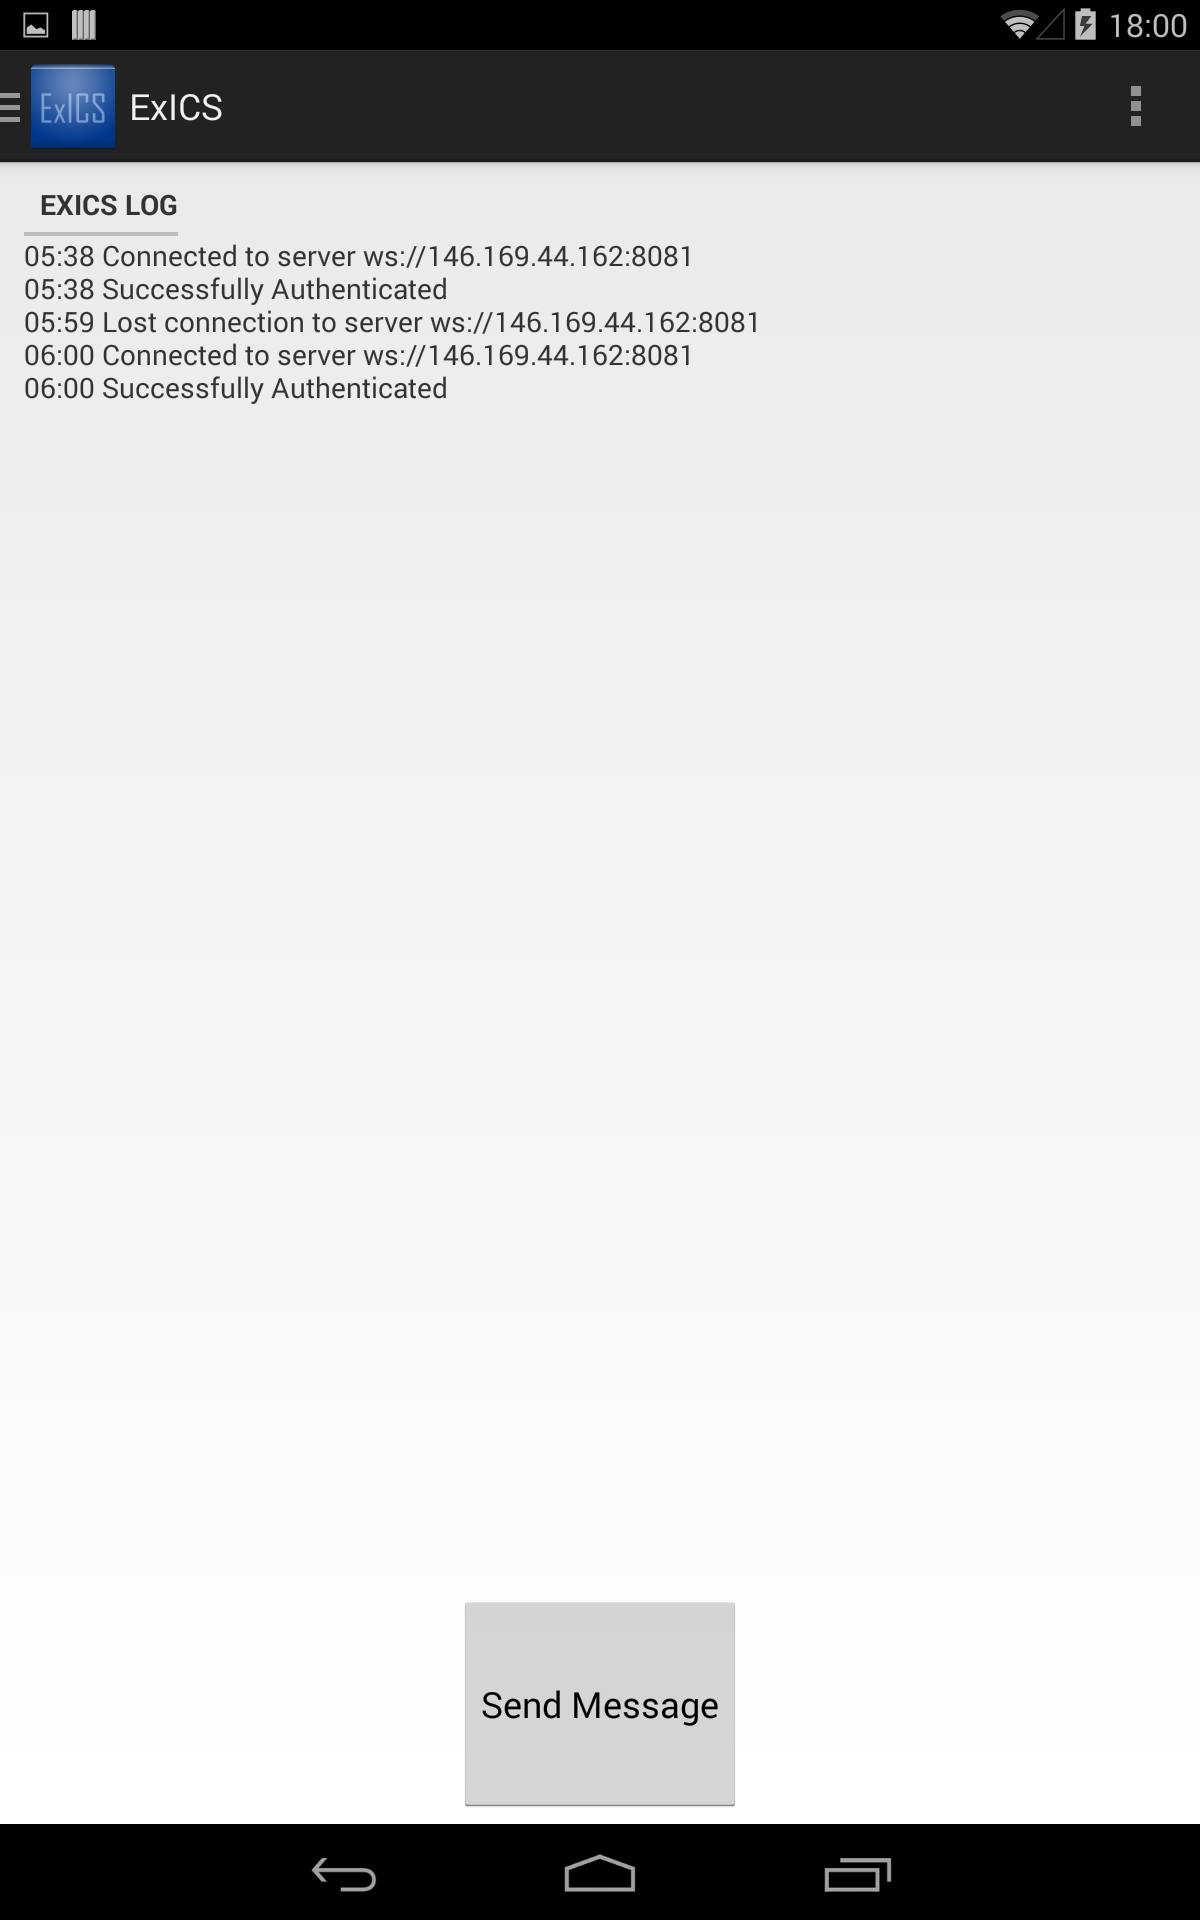 18:00
ExICS ExICS
EXICS LOG
05:38 Connected to server ws://146.169.44.162:8081
05:38 Successfully Authenticated
05:59 Lost connection to server ws://146.169.44.162:8081
06:00 Connected to server ws://146.169.44.162:8081
06:00 Successfully Authenticated
Send Message